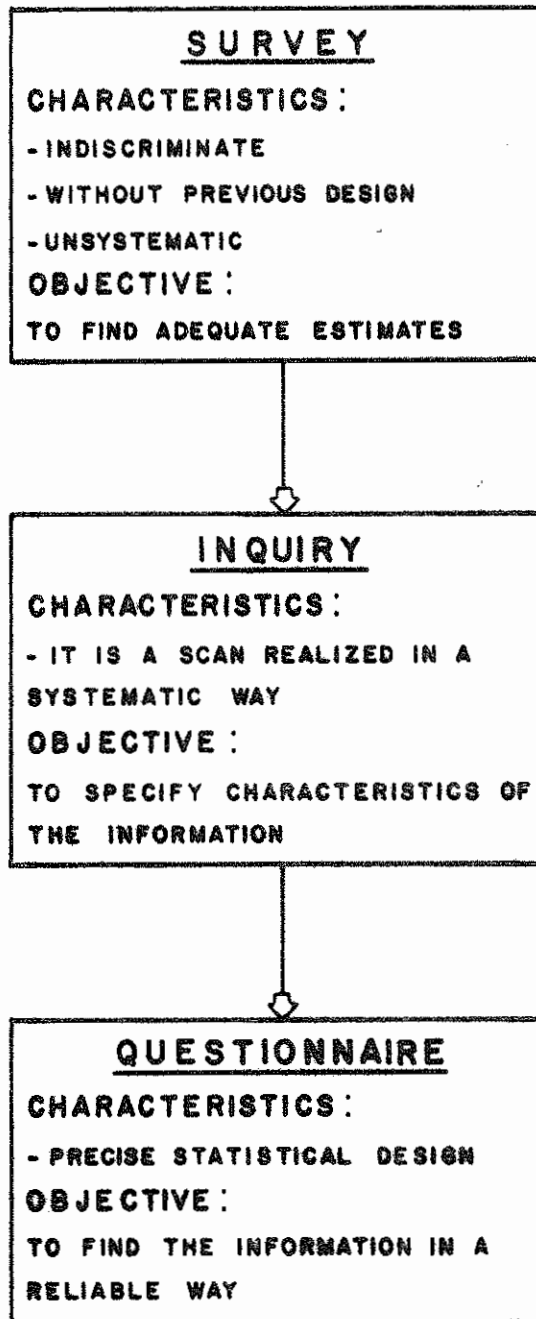 SURVEY
CHARACTERISTICS:
- INDISCRIMINATE
- WITHOUT PREVIOUS DESIGN
- UNSYSTEMATIC
OBJECTIVE:
TO FIND ADEQUATE ESTIMATES
INQUIRY
CHARACTERISTICS:
- IT IS A SCAN REALIZED IN A
SYSTEMATIC WAY
OBJECTIVE:
TO SPECIFY CHARACTERISTICS OF
THE INFORMATION
QUESTIONNAIRE
CHARACTERISTICS:
- PRECISE STATISTICAL DESIGN
OBJECTIVE:
TO FIND THE INFORMATION IN A
RELIABLE WAY